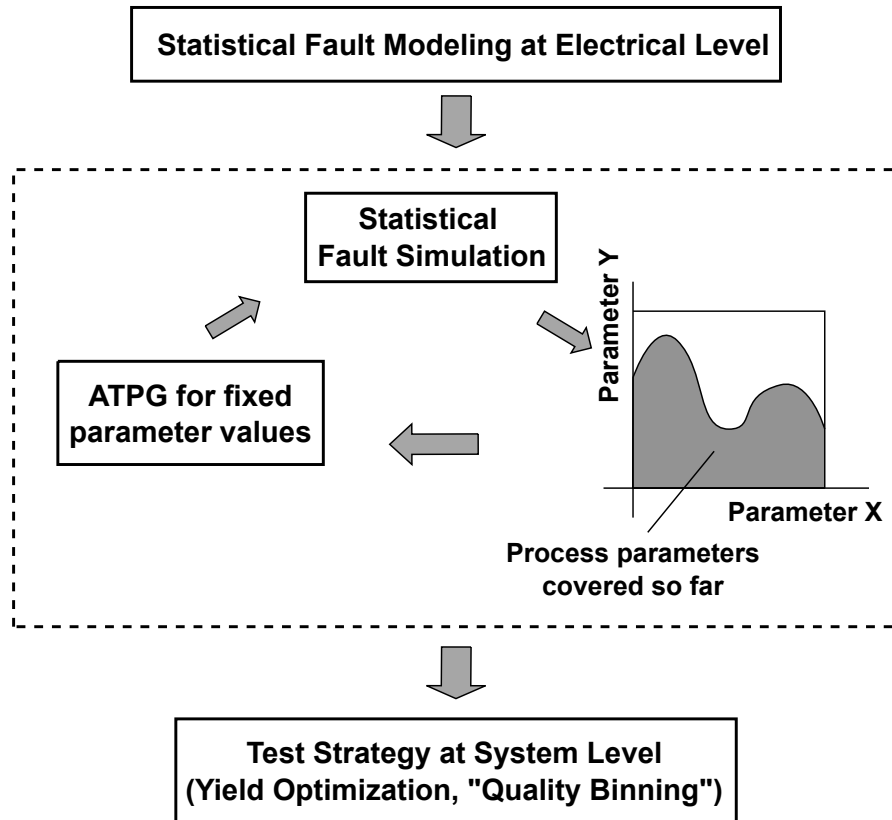 Statistical Fault Modeling at Electrical Level
Statistical
Fault Simulation
Parameter Y
ATPG for fixed
parameter values
Parameter X
Process parameters
covered so far
Test Strategy at System Level
(Yield Optimization, "Quality Binning")